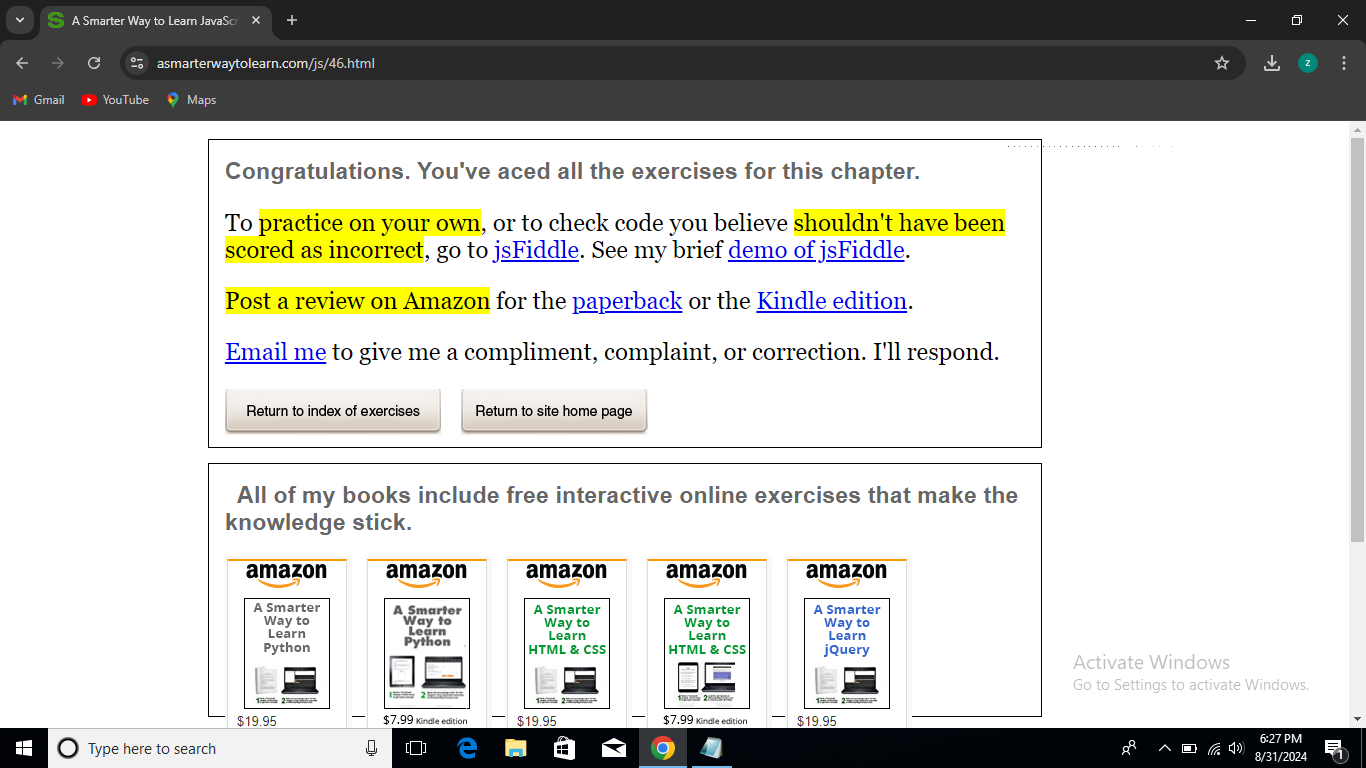 A Smarter Way to Learn JavaScr
asmarterwaytolearn.com/js/46.html
z
Gmail YouTube Maps
Congratulations. You've aced all the exercises for this chapter.
To practice on your own, or to check code you believe shouldn't have been
scored as incorrect, go to jsFiddle. See my brief demo of jsFiddle.
Post a review on Amazon for the paperback or the Kindle edition.
Email me to give me a compliment, complaint, or correction. I'll respond.
Return to index of exercises Return to site home page
All of my books include free interactive online exercises that make the
knowledge stick.
amazon
A Smarter
Way to
Learn
Python
$19.95
amazon
A Smarter
Way to
Learn
Python
$7.99 Kindle edition
amazon
A Smarter
Way to
Learn
HTML & CSS
$19.95
amazon
A Smarter
Way to
Learn
HTML & CSS
$7.99 Kindle edition
amazon
A Smarter
Way to
Learn
jQuery
$19.95
Activate Windows
Go to Settings to activate Windows.
Type here to search
6:27 PM
8/31/2024
1